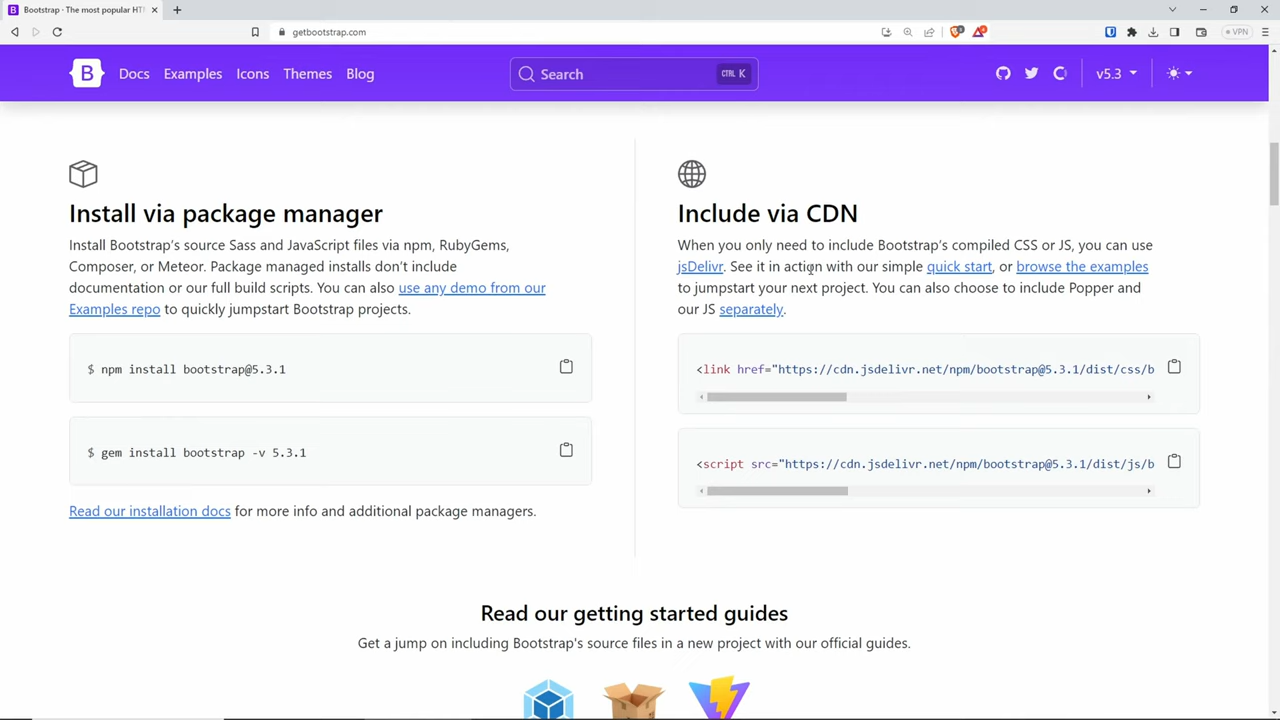 Bootstrap · The most popular HT
getbootstrap.com
VPN
B
Docs
Examples
Icons
Themes
Blog
Search
CTRL K
v5.3
Install via package manager
Install Bootstrap’s source Sass and JavaScript files via npm, RubyGems,
Composer, or Meteor. Package managed installs don’t include
documentation or our full build scripts. You can also use any demo from our
Examples repo to quickly jumpstart Bootstrap projects.
$ npm install bootstrap@5.3.1
$ gem install bootstrap -v 5.3.1
Read our installation docs for more info and additional package managers.
Include via CDN
When you only need to include Bootstrap’s compiled CSS or JS, you can use
jsDelivr. See it in action with our simple quick start, or browse the examples
to jumpstart your next project. You can also choose to include Popper and
our JS separately.
<link href="https://cdn.jsdelivr.net/npm/bootstrap@5.3.1/dist/css/b
<script src="https://cdn.jsdelivr.net/npm/bootstrap@5.3.1/dist/js/b
Read our getting started guides
Get a jump on including Bootstrap's source files in a new project with our official guides.